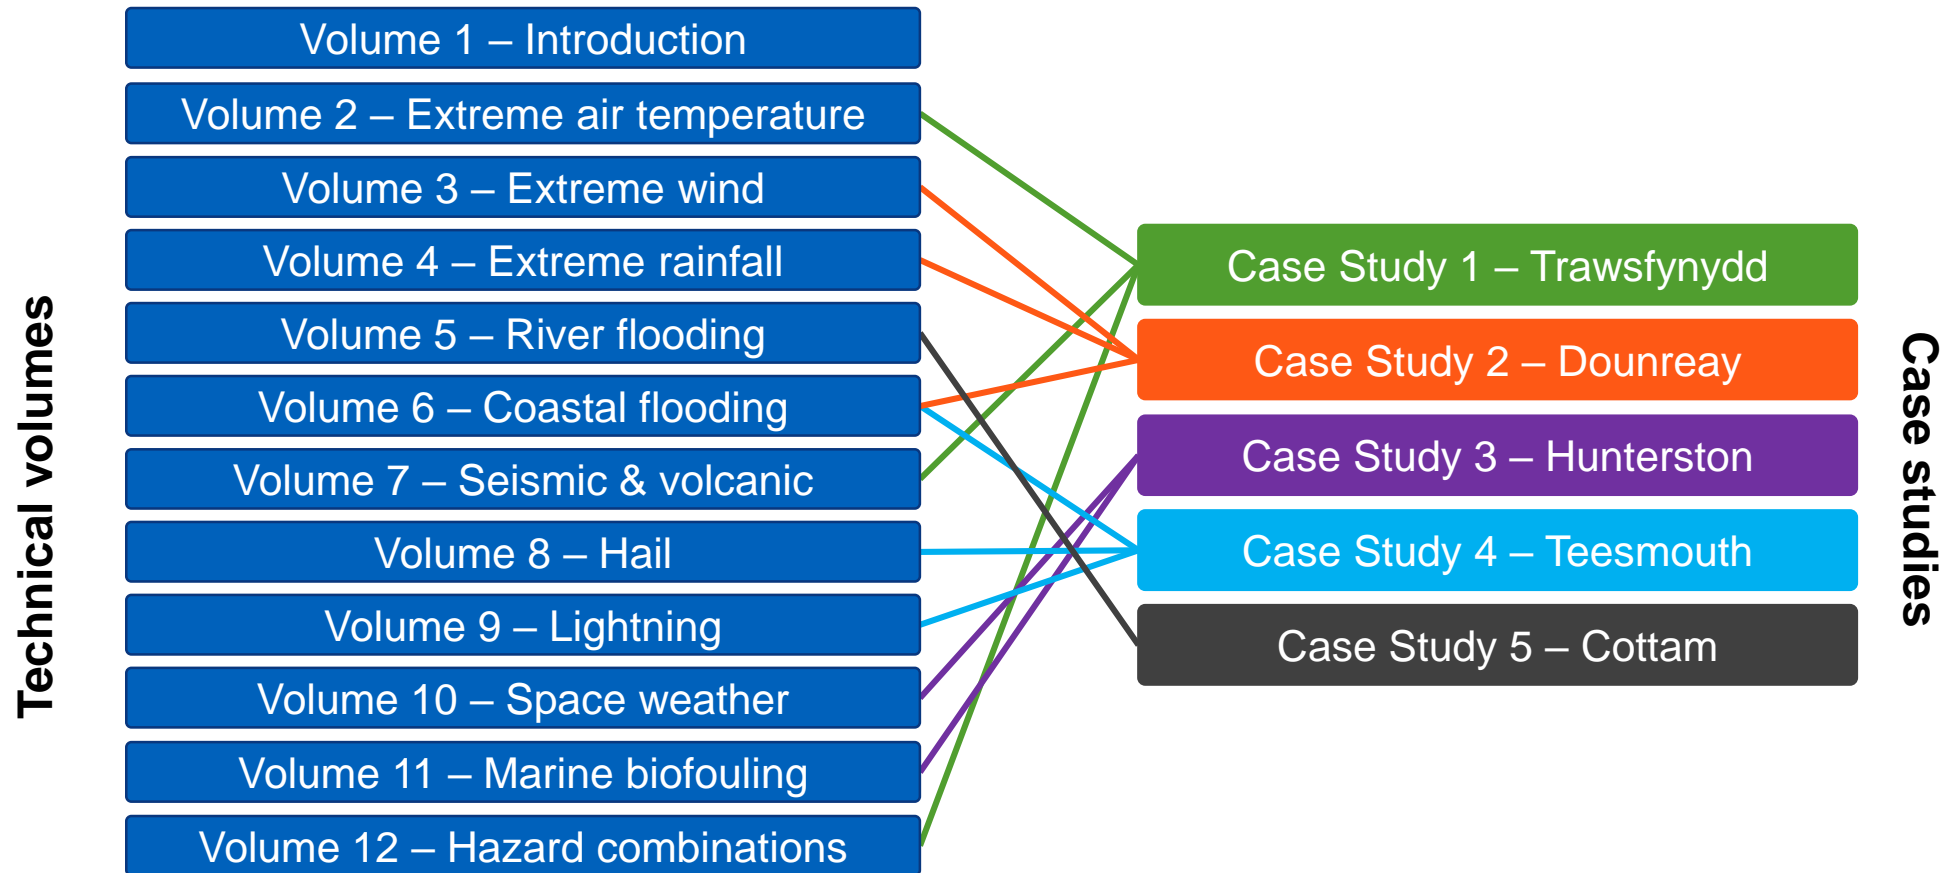 Technical volumes
Volume 1 – Introduction
Volume 2 – Extreme air temperature
Volume 3 – Extreme wind
Volume 4 – Extreme rainfall
Volume 5 – River flooding
Volume 6 – Coastal flooding
Volume 7 – Seismic & volcanic
Volume 8 – Hail
Volume 9 – Lightning
Volume 10 – Space weather
Volume 11 – Marine biofouling
Volume 12 – Hazard combinations
Case Study 1 – Trawsfynydd
Case Study 2 – Dounreay
Case Study 3 – Hunterston
Case Study 4 – Teesmouth
Case Study 5 – Cottam
Case studies